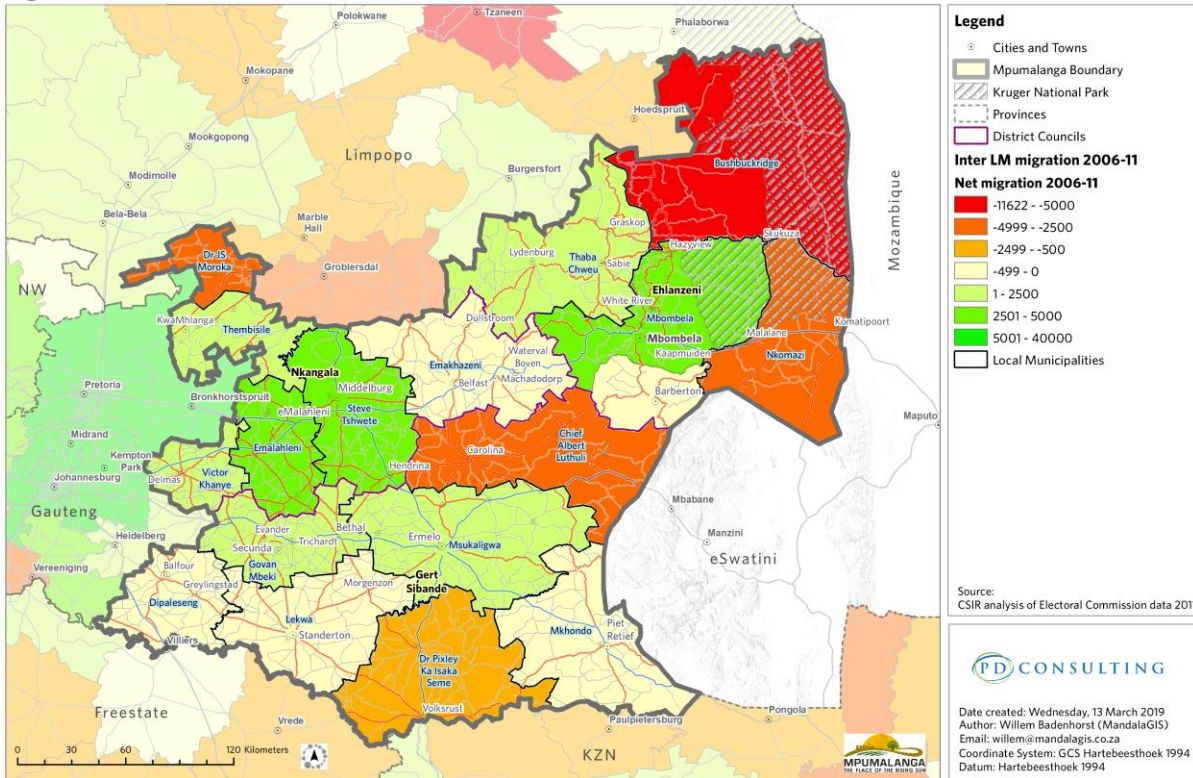 Polokwane
Tzaneen
Phalaborwa
Mokopane
Hoedspruit
Mookgopong
Limpopo
Modimolle
Burgersfort
Bushbuckridge
Bela-Bela
Marble
Hall
Graskop
Mozambique
Dr JS
Moroka
Groblersdal
Lydenburg
Thaba
Chweu
Sabie
Hazyview
Skukuza
NW
KwaMhlanga
Thembisile
Dullstroom
White River
Ehlanzeni
Mbombela
Mbombela
Malalane
Komatipoort
Pretoria
Nkangala
Middelburg
Emakhazeni
Waterval
Boven
Machadodorp
Belfast
Kaapmuiden
Nkomazi
Bronkhorstspruit
eMalahleni
Steve
Tshwete
Barberton
Maputo
Midrand
Kempton
Park
Johannesburg
Emalahleni
Victor
Khanye
Delmas
Hendrina
Carolina
Chief
Albert
Luthuli
Gauteng
Mbabane
Manzini
eSwatini
Heidelberg
Evander
Bethal
Trichardt
Secunda
Govan
Mbeki
Ermelo
Msukaligwa
Vereeniging
Balfour
Greylingstad
Dipaleseng
Morgenzon
Gert
Sibande
Lekwa
Standerton
Villiers
Mkhondo
Piet
Retief
Dr Pixley
Ka Isaka
Seme
Volksrust
Freestate
Vrede
Paulpietersburg
Pongola
KZN
0 30 60 120 Kilometers
MPUMALANGA
THE PLACE OF THE RISING SUN
Legend
Cities and Towns
Mpumalanga Boundary
Kruger National Park
Provinces
District Councils
Inter LM migration 2006-11
Net migration 2006-11
-11622 - -5000
-4999 - -2500
-2499 - -500
-499 - 0
1 - 2500
2501 - 5000
5001 - 40000
Local Municipalities
Source:
CSIR analysis of Electoral Commission data 201
PD CONSULTING
Date created: Wednesday, 13 March 2019
Author: Willem Badenhorst (MandalaGIS)
Email: willem@mandalagis.co.za
Coordinate System: GCS Hartebeesthoek 1994
Datum: Hartebeesthoek 1994